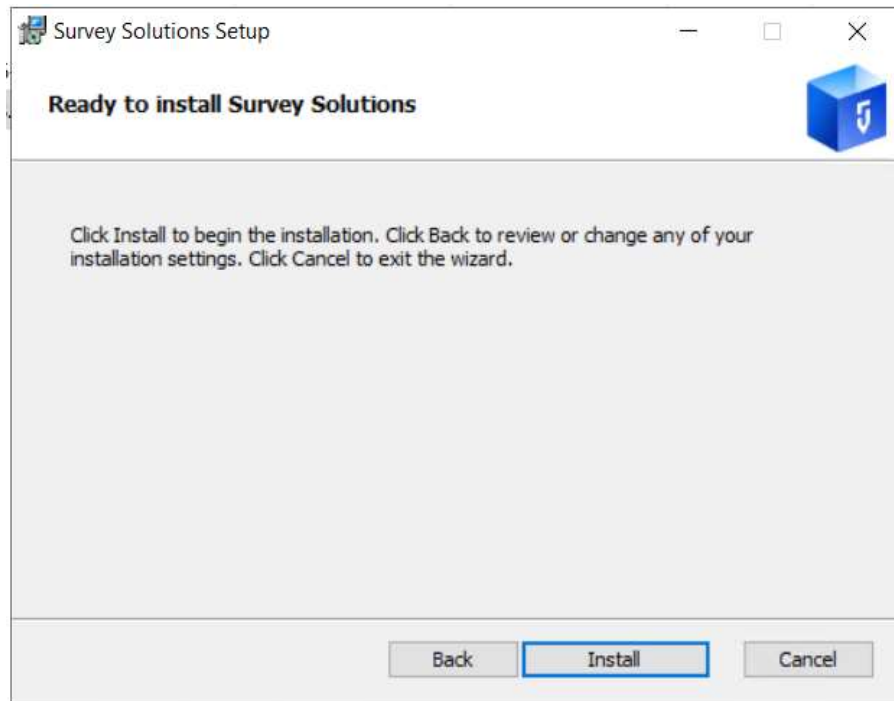 Survey Solutions Setup
Ready to install Survey Solutions
Click Install to begin the installation. Click Back to review or change any of your
installation settings. Click Cancel to exit the wizard.
Back Install Cancel